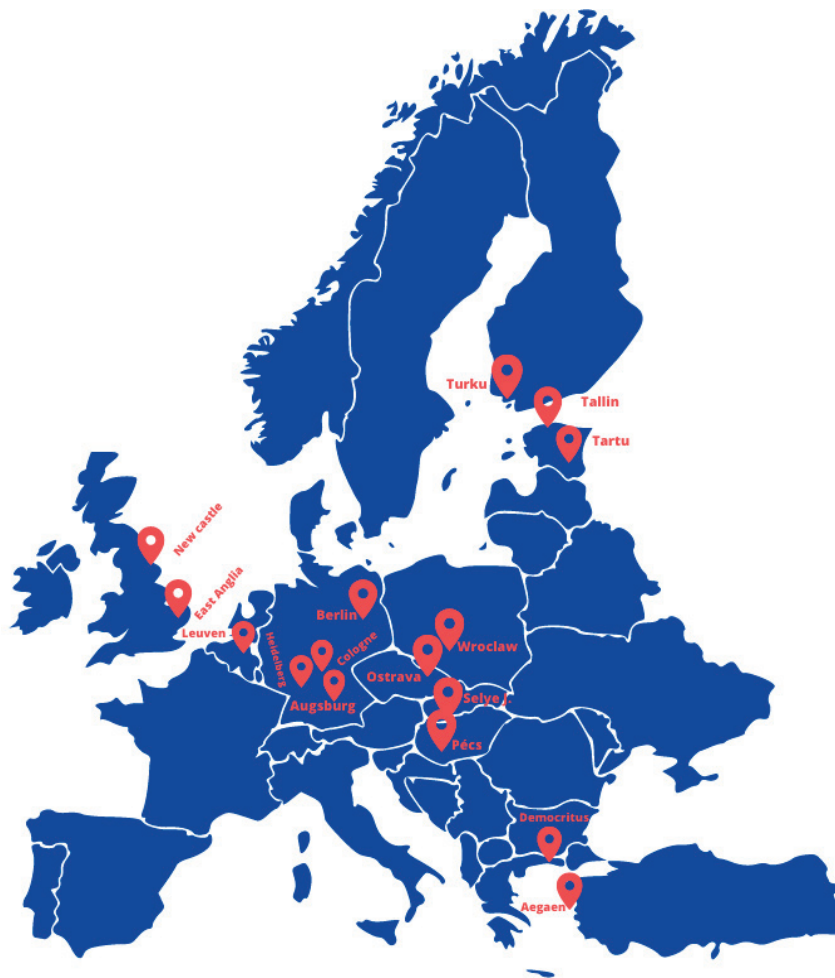 Turku
Tallin
Tartu
New castle
East Anglia
Leuven
Berlin
Heidelberg
Cologne
Augsburg
Wroclaw
Ostrava
Selye J.
Pécs
Democritus
Aegaen